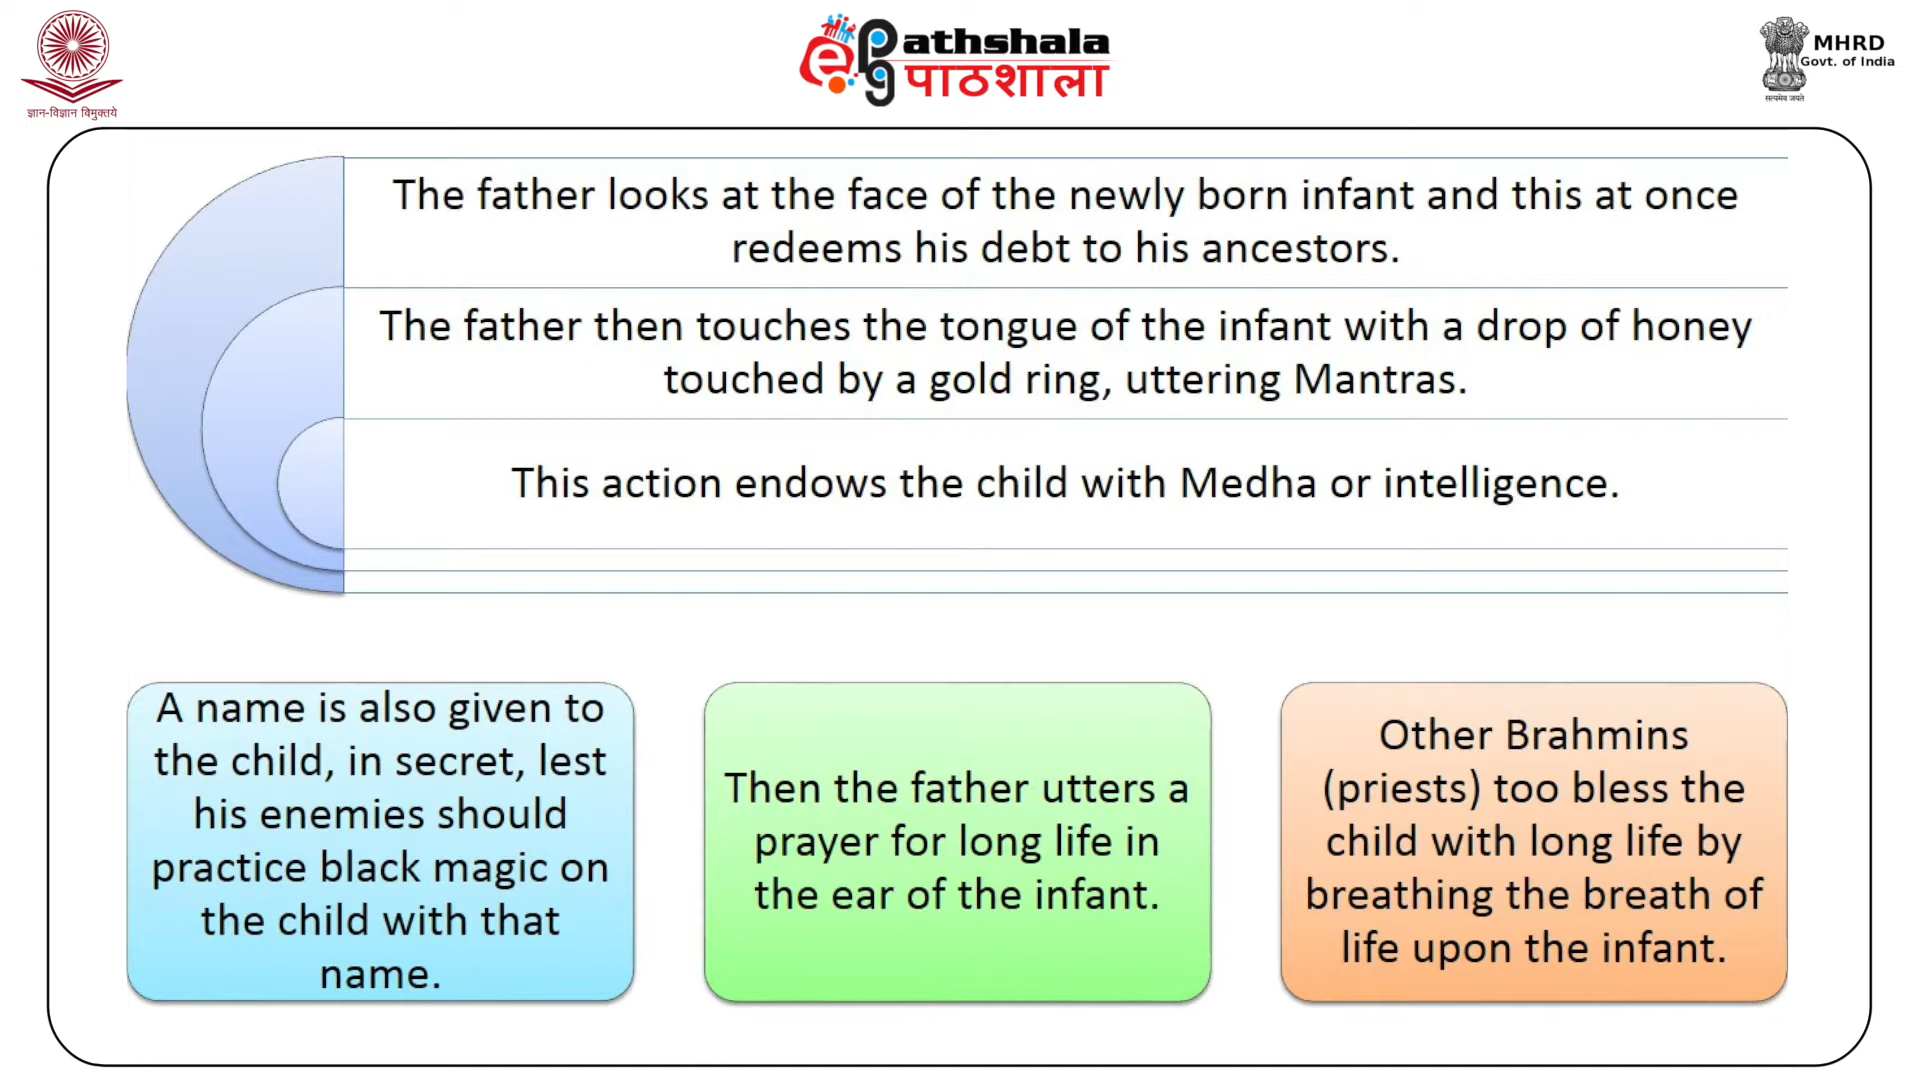 ज्ञान-विज्ञान विमुक्तये
e pg athshala
पाठशाला
MHRD
Govt. of India
सत्यमेव जयते
The father looks at the face of the newly born infant and this at once
redeems his debt to his ancestors.
The father then touches the tongue of the infant with a drop of honey
touched by a gold ring, uttering Mantras.
This action endows the child with Medha or intelligence.
A name is also given to
the child, in secret, lest
his enemies should
practice black magic on
the child with that
name.
Then the father utters a
prayer for long life in
the ear of the infant.
Other Brahmins
(priests) too bless the
child with long life by
breathing the breath of
life upon the infant.